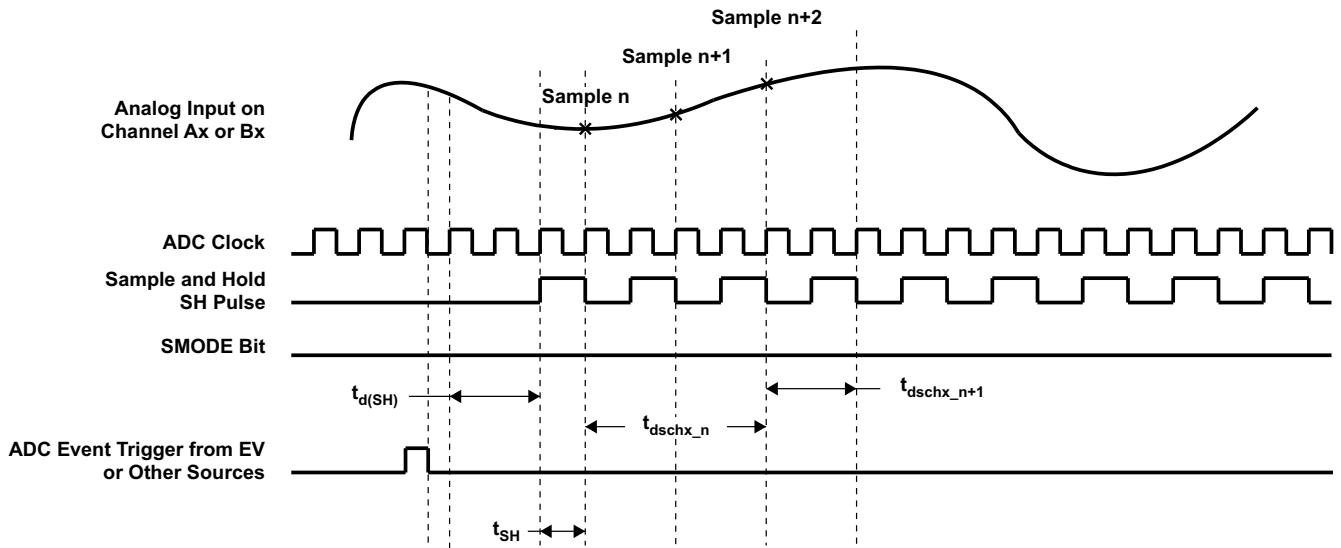 Sample n+2
Sample n+1
Sample n
Analog Input on
Channel Ax or Bx
ADC Clock
Sample and Hold
SH Pulse
SMODE Bit
td(SH)
tdschx_n+1
tdschx_n
ADC Event Trigger from EV
or Other Sources
tSH